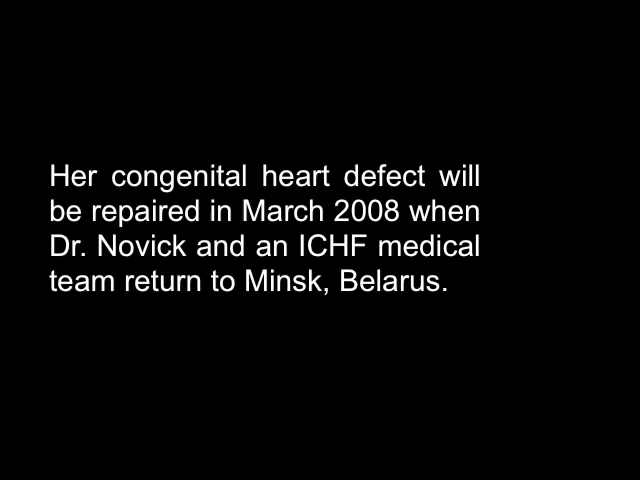 Her congenital heart defect will
be repaired in March 2008 when
Dr. Novick and an ICHF medical
team return to Minsk, Belarus.